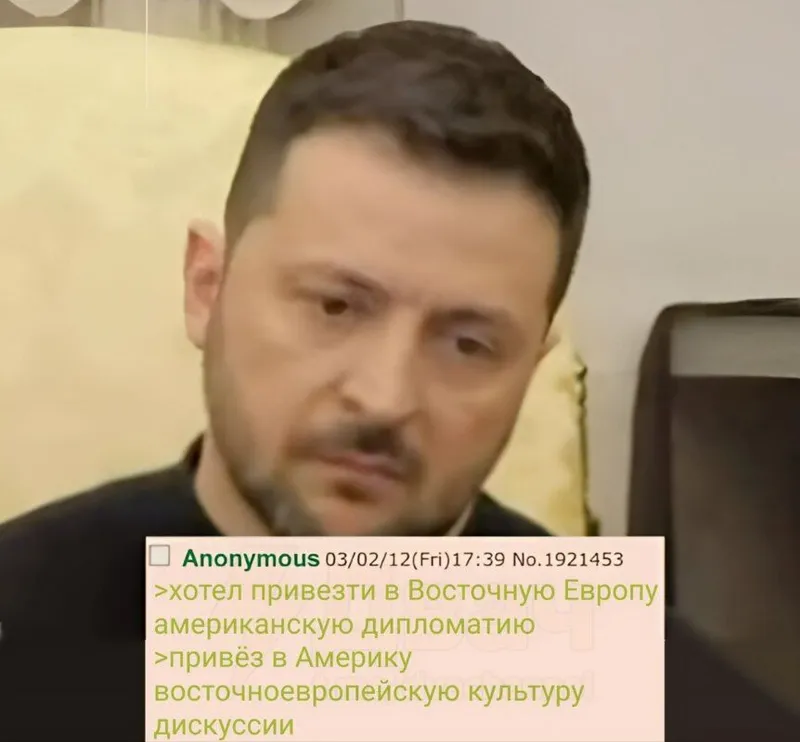 Anonymous 03/02/12(Fri)17:39 No.1921453
>хотел привезти в Восточную Европу
американскую дипломатию
>привёз в Америку
восточноевропейскую культуру
дискуссии